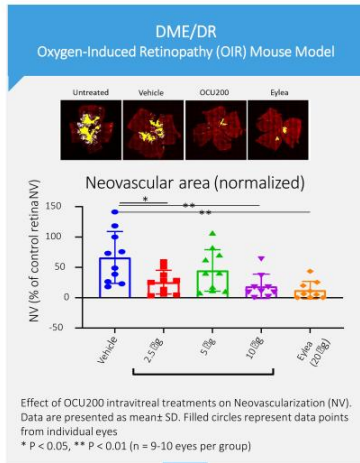 DME/DR
Oxygen-Induced Retinopathy (OIR) Mouse Model
Untreated Vehicle OCU200 Eylea
Neovascular area (normalized)
* 
**
**
NV (% of control retina NV)
150
100
50
0
-50
Vehicle
2.5 �g
5 �g
10 �g
Eylea (20 �g)
Effect of OCU200 intravitreal treatments on Neovascularization (NV).
Data are presented as mean± SD. Filled circles represent data points
from individual eyes
* P < 0.05, ** P < 0.01 (n = 9-10 eyes per group)